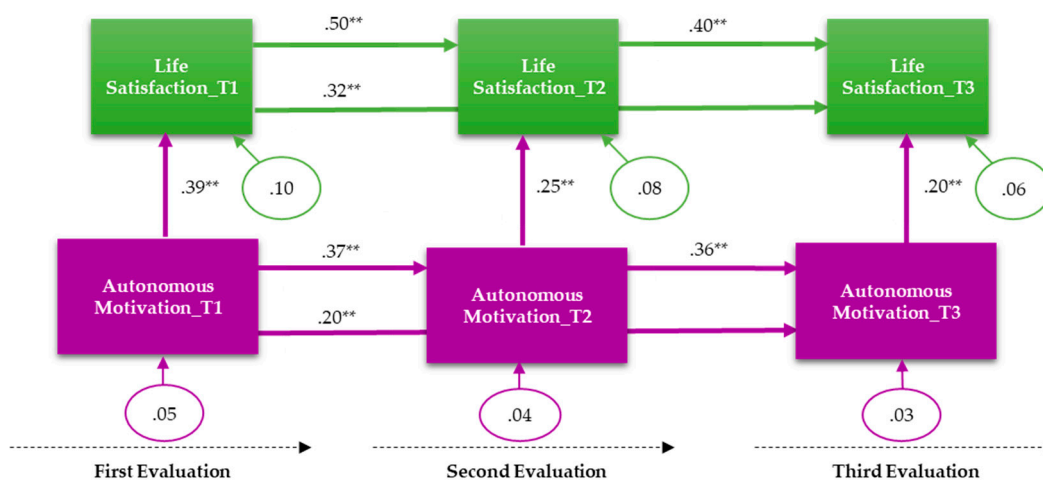 .50**
.40**
Life
Satisfaction_T1
Life
Satisfaction_T2
Life
Satisfaction_T3
.32**
.39**
.10
.25**
.08
.20**
.06
.37**
.36**
Autonomous
Motivation_T1
Autonomous
Motivation_T2
Autonomous
Motivation_T3
.20**
.05
.04
.03
First Evaluation
Second Evaluation
Third Evaluation